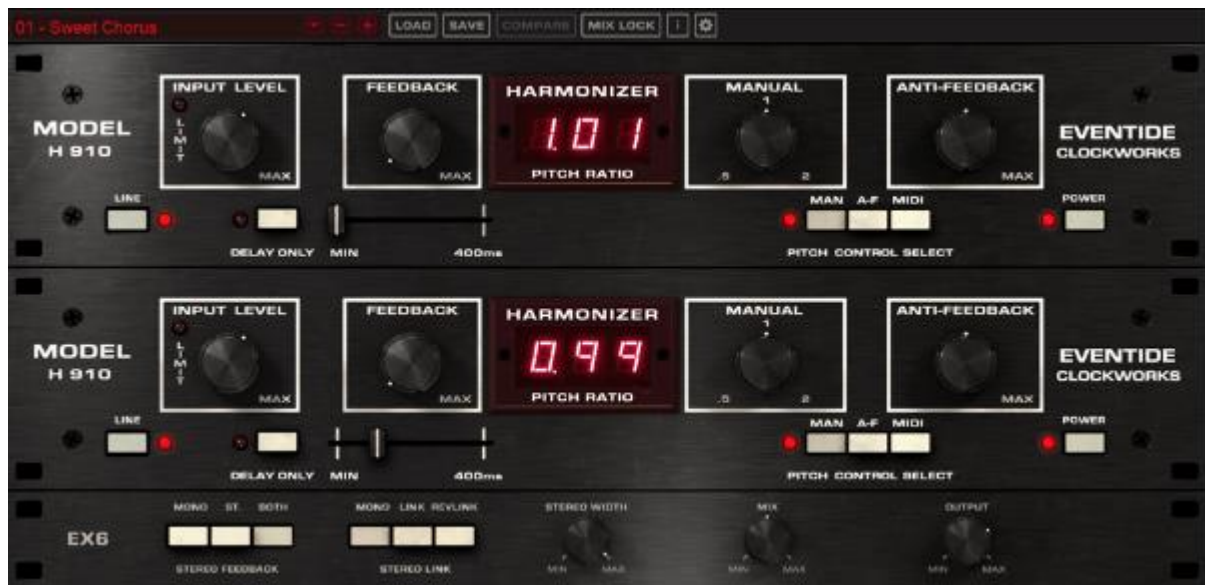 01 - Sweet Chorus LOAD SAVE COMPARE MIX LOCK i
INPUT LEVEL FEEDBACK HARMONIZER MANUAL ANTI-FEEDBACK
1
LIMIT
MODEL 1.01 EVENTIDE
H 910 CLOCKWORKS
MAX MAX PITCH RATIO .5 2 MAX
LINE MAN A-F MIDI POWER
DELAY ONLY MIN 400ms PITCH CONTROL SELECT
INPUT LEVEL FEEDBACK HARMONIZER MANUAL ANTI-FEEDBACK
1
LIMIT
MODEL 0.99 EVENTIDE
H 910 CLOCKWORKS
MAX MAX PITCH RATIO .5 2 MAX
LINE MAN A-F MIDI POWER
DELAY ONLY MIN 400ms PITCH CONTROL SELECT
MONO ST. BOTH MONO LINK REVLINK STEREO WIDTH MIX OUTPUT
EX6
STEREO FEEDBACK STEREO LINK MIN MAX MIN MAX MIN MAX